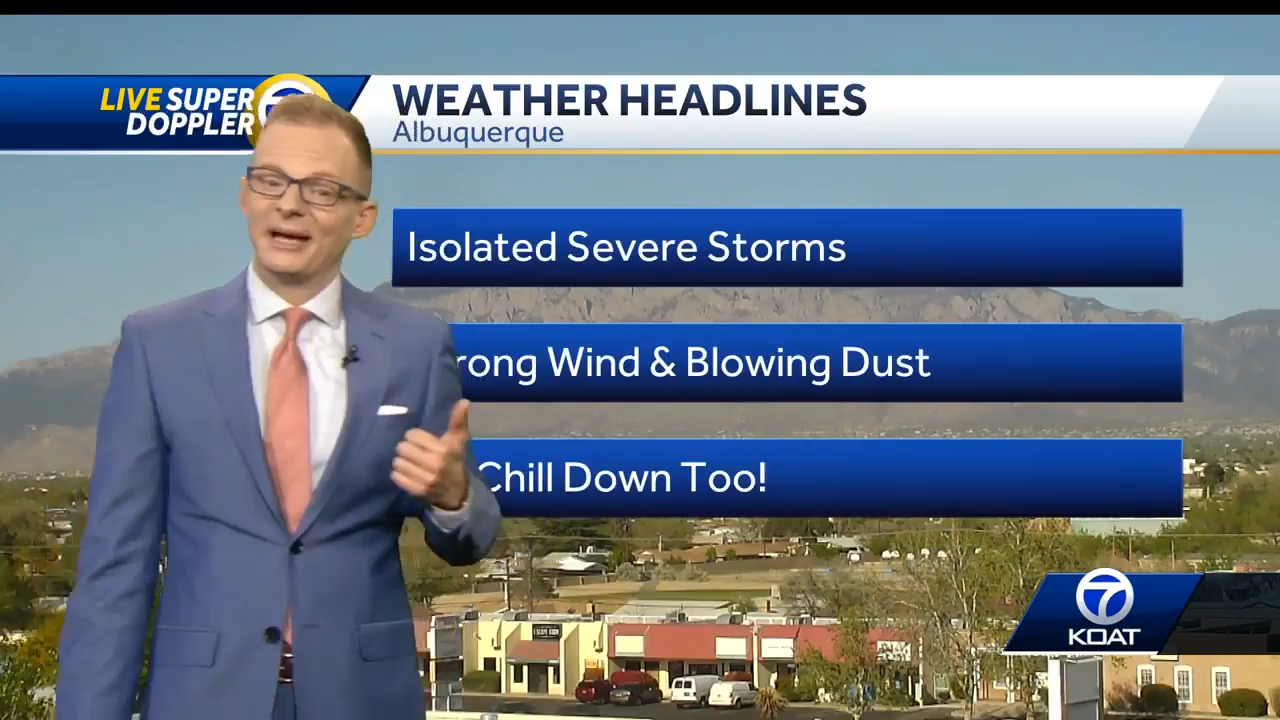 LIVE SUPER
DOPPLER
WEATHER HEADLINES
Albuquerque
Isolated Severe Storms
rong Wind & Blowing Dust
Chill Down Too!
7
KOAT